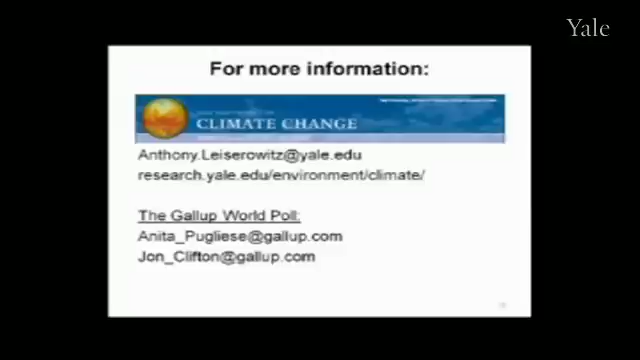 Yale
For more information:
CLIMATE CHANGE
Anthony.Leiserowitz@yale.edu
research.yale.edu/environment/climate/
The Gallup World Poll:
Anita_Pugliese@gallup.com
Jon_Clifton@gallup.com